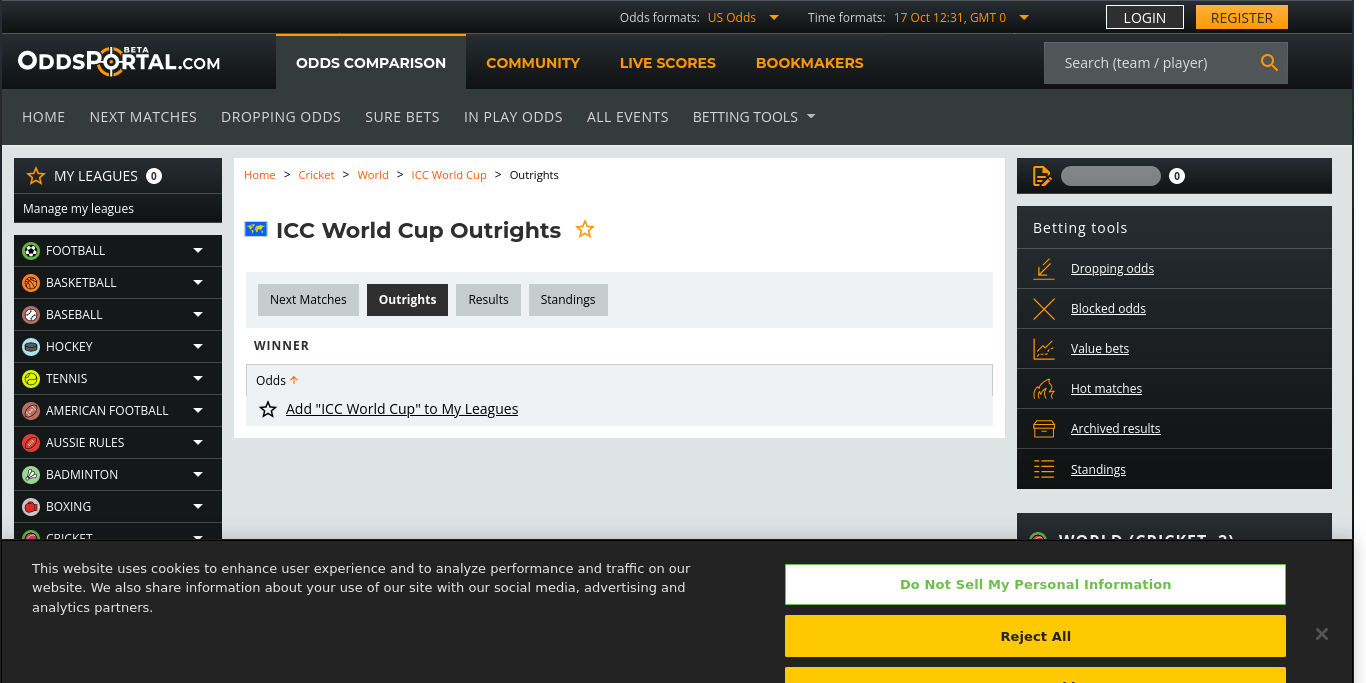 Odds formats: US Odds
Time formats: 17 Oct 12:31, GMT 0
LOGIN
REGISTER
ODDSPORTAL.COM
BETA
ODDS COMPARISON
COMMUNITY
LIVE SCORES
BOOKMAKERS
Search (team / player)
HOME
NEXT MATCHES
DROPPING ODDS
SURE BETS
IN PLAY ODDS
ALL EVENTS
BETTING TOOLS
MY LEAGUES 0
Manage my leagues
FOOTBALL
BASKETBALL
BASEBALL
HOCKEY
TENNIS
AMERICAN FOOTBALL
AUSSIE RULES
BADMINTON
BOXING
CRICKET
Home > Cricket > World > ICC World Cup > Outrights
ICC World Cup Outrights
Next Matches
Outrights
Results
Standings
WINNER
Odds
Add "ICC World Cup" to My Leagues
0
Betting tools
Dropping odds
Blocked odds
Value bets
Hot matches
Archived results
Standings
WORLD (CRICKET, 2)
This website uses cookies to enhance user experience and to analyze performance and traffic on our
website. We also share information about your use of our site with our social media, advertising and
analytics partners.
Do Not Sell My Personal Information
Reject All